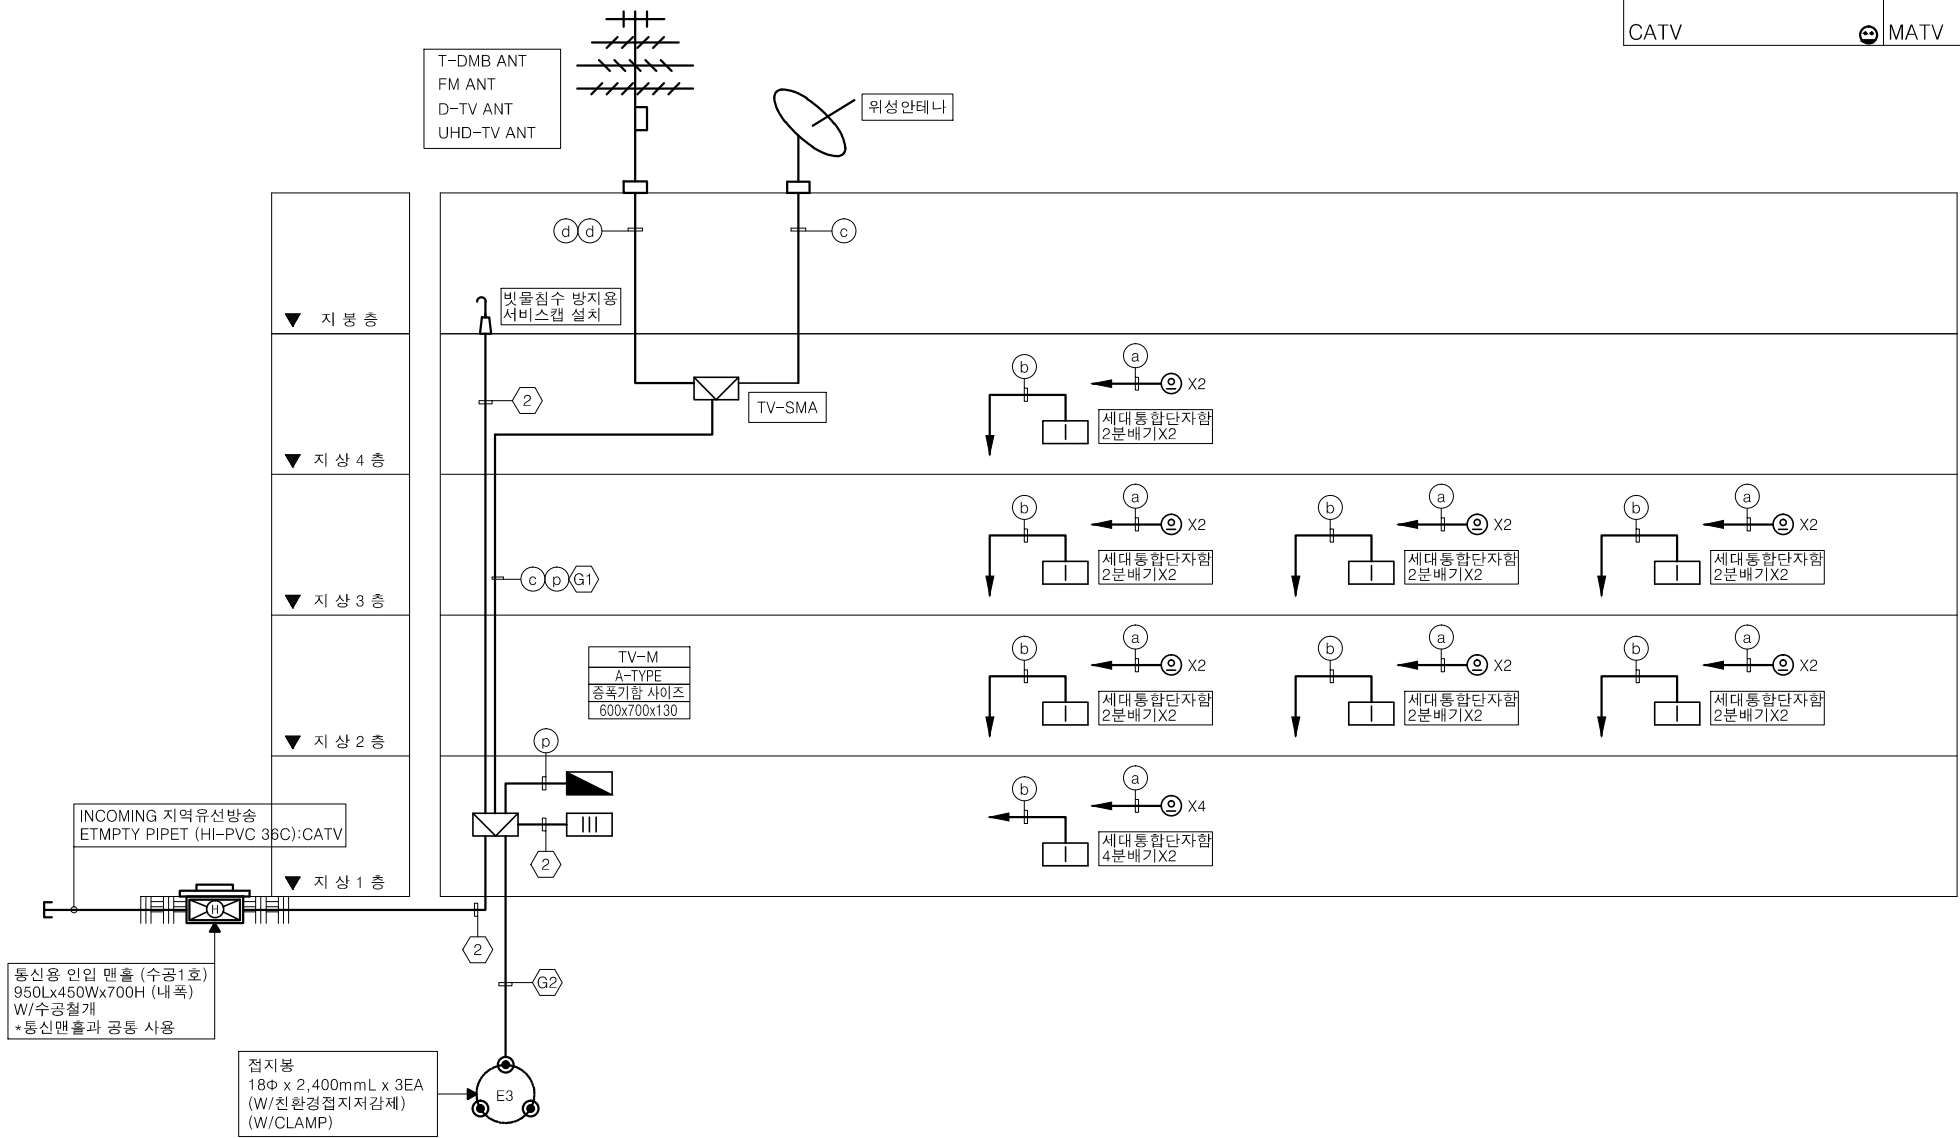 CATV
MATV
T-DMB ANT
FM ANT
D-TV ANT
UHD-TV ANT
위성안테나
d
d
c
빗물침수 방지용
서비스캡 설치
▼ 지 붕 층
b
a
X2
2
TV-SMA
세대통합단자함
2분배기X2
▼ 지 상 4 층
b
a
X2
b
a
X2
b
a
X2
c
p
G1
세대통합단자함
2분배기X2
세대통합단자함
2분배기X2
세대통합단자함
2분배기X2
▼ 지 상 3 층
TV-M
A-TYPE
증폭기함 사이즈
600x700x130
b
a
X2
b
a
X2
b
a
X2
세대통합단자함
2분배기X2
세대통합단자함
2분배기X2
세대통합단자함
2분배기X2
▼ 지 상 2 층
p
b
a
X4
INCOMING 지역유선방송
ETMPTY PIPET (HI-PVC 36C):CATV
2
세대통합단자함
4분배기X2
▼ 지 상 1 층
H
2
통신용 인입 맨홀 (수공1호)
950Lx450Wx700H (내폭)
W/수공철개
*통신맨홀과 공통 사용
G2
접지봉
18Φ x 2,400mmL x 3EA
(W/친환경접지저감제)
(W/CLAMP)
E3